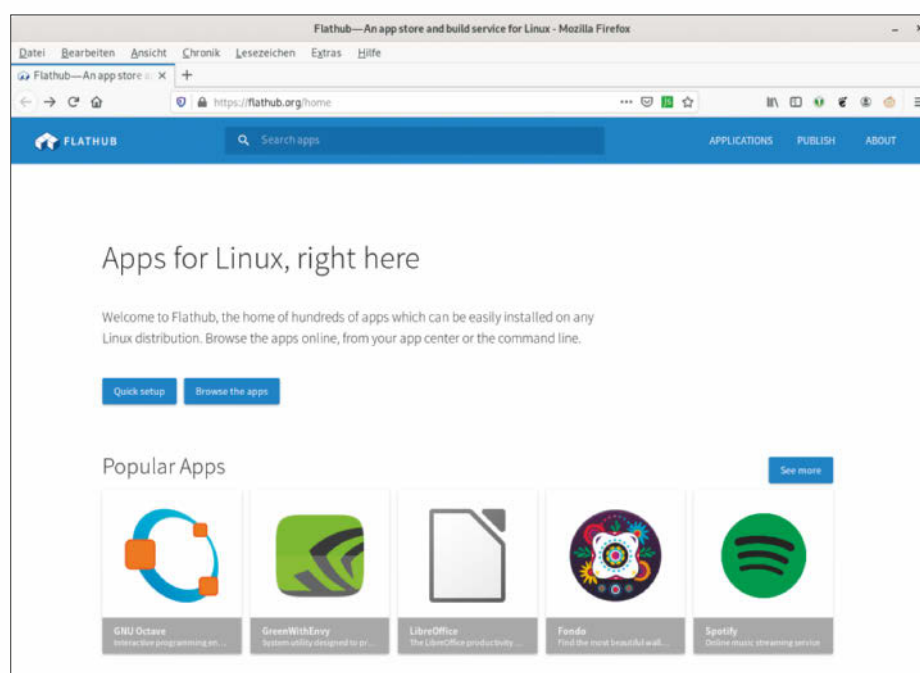 Flathub—An app store and build service for Linux - Mozilla Firefox
Datei Bearbeiten Ansicht Chronik Lesezeichen Extras Hilfe
Flathub—An app store
https://flathub.org/home
JS
FLATHUB
Search apps
APPLICATIONS PUBLISH ABOUT
Apps for Linux, right here
Welcome to Flathub, the home of hundreds of apps which can be easily installed on any
Linux distribution. Browse the apps online, from your app center or the command line.
Quick setup Browse the apps
Popular Apps
See more
GNU Octave
Interactive programming en...
GreenWithEnvy
System utility designed to pr...
LibreOffice
The LibreOffice productivity ...
Fondo
Find the most beautiful wall...
Spotify
Online music streaming service